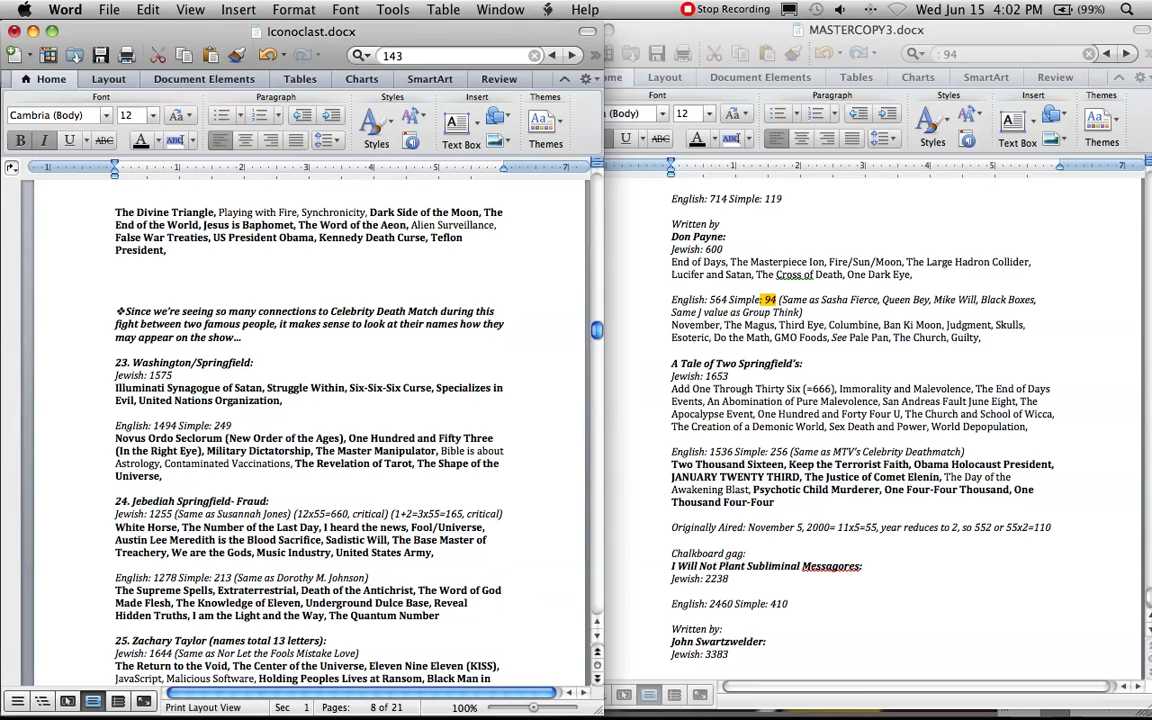 Word File Edit View Insert Format Font Tools Table Window Help Stop Recording (99%) Wed Jun 15 4:02 PM
Iconoclast.docx
143
Home Layout Document Elements Tables Charts SmartArt Review
Font Paragraph Styles Insert Themes
Cambria (Body) 12
Styles Text Box Themes
The Divine Triangle, Playing with Fire, Synchronicity, Dark Side of the Moon, The
End of the World, Jesus is Baphomet, The Word of the Aeon, Alien Surveillance,
False War Treaties, US President Obama, Kennedy Death Curse, Teflon
President,
❖Since we're seeing so many connections to Celebrity Death Match during this
fight between two famous people, it makes sense to look at their names how they
may appear on the show...
23. Washington/Springfield:
Jewish: 1575
Illuminati Synagogue of Satan, Struggle Within, Six-Six-Six Curse, Specializes in
Evil, United Nations Organization,
English: 1494 Simple: 249
Novus Ordo Seclorum (New Order of the Ages), One Hundred and Fifty Three
(In the Right Eye), Military Dictatorship, The Master Manipulator, Bible is about
Astrology, Contaminated Vaccinations, The Revelation of Tarot, The Shape of the
Universe,
24. Jebediah Springfield- Fraud:
Jewish: 1255 (Same as Susannah Jones) (12x55=660, critical) (1+2=3x55=165, critical)
White Horse, The Number of the Last Day, I heard the news, Fool/Universe,
Austin Lee Meredith is the Blood Sacrifice, Sadistic Will, The Base Master of
Treachery, We are the Gods, Music Industry, United States Army,
English: 1278 Simple: 213 (Same as Dorothy M. Johnson)
The Supreme Spells, Extraterrestrial, Death of the Antichrist, The Word of God
Made Flesh, The Knowledge of Eleven, Underground Dulce Base, Reveal
Hidden Truths, I am the Light and the Way, The Quantum Number
25. Zachary Taylor (names total 13 letters):
Jewish: 1644 (Same as Nor Let the Fools Mistake Love)
The Return to the Void, The Center of the Universe, Eleven Nine Eleven (KISS),
JavaScript, Malicious Software, Holding Peoples Lives at Ransom, Black Man in
Print Layout View Sec 1 Pages: 8 of 21 100%
MASTERCOPY3.docx
: 94
ome Layout Document Elements Tables Charts SmartArt Review
Font Paragraph Styles Insert Themes
a (Body) 12
Styles Text Box Themes
English: 714 Simple: 119
Written by
Don Payne:
Jewish: 600
End of Days, The Masterpiece Ion, Fire/Sun/Moon, The Large Hadron Collider,
Lucifer and Satan, The Cross of Death, One Dark Eye,
English: 564 Simple: 94 (Same as Sasha Fierce, Queen Bey, Mike Will, Black Boxes,
Same J value as Group Think)
November, The Magus, Third Eye, Columbine, Ban Ki Moon, Judgment, Skulls,
Esoteric, Do the Math, GMO Foods, See Pale Pan, The Church, Guilty,
A Tale of Two Springfield's:
Jewish: 1653
Add One Through Thirty Six (=666), Immorality and Malevolence, The End of Days
Events, An Abomination of Pure Malevolence, San Andreas Fault June Eight, The
Apocalypse Event, One Hundred and Forty Four U, The Church and School of Wicca,
The Creation of a Demonic World, Sex Death and Power, World Depopulation,
English: 1536 Simple: 256 (Same as MTV's Celebrity Deathmatch)
Two Thousand Sixteen, Keep the Terrorist Faith, Obama Holocaust President,
JANUARY TWENTY THIRD, The Justice of Comet Elenin, The Day of the
Awakening Blast, Psychotic Child Murderer, One Four-Four Thousand, One
Thousand Four-Four
Originally Aired: November 5, 2000= 11x5=55, year reduces to 2, so 552 or 55x2=110
Chalkboard gag:
I Will Not Plant Subliminal Messagores:
Jewish: 2238
English: 2460 Simple: 410
Written by:
John Swartzwelder:
Jewish: 3383